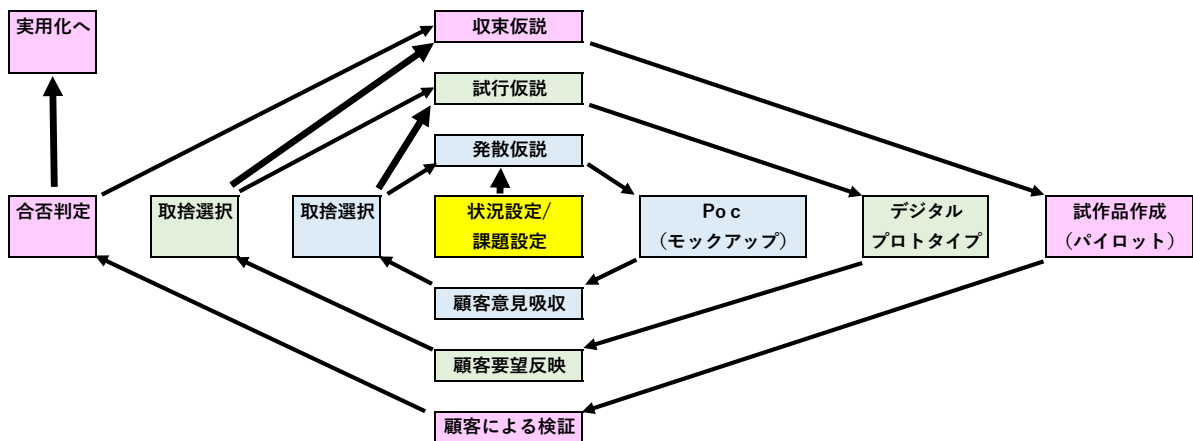 実用化へ
収束仮説
試行仮説
発散仮説
合否判定
取捨選択
取捨選択
状況設定/
課題設定
Poc
（モックアップ）
デジタル
プロトタイプ
試作品作成
（パイロット）
顧客意見吸収
顧客要望反映
顧客による検証